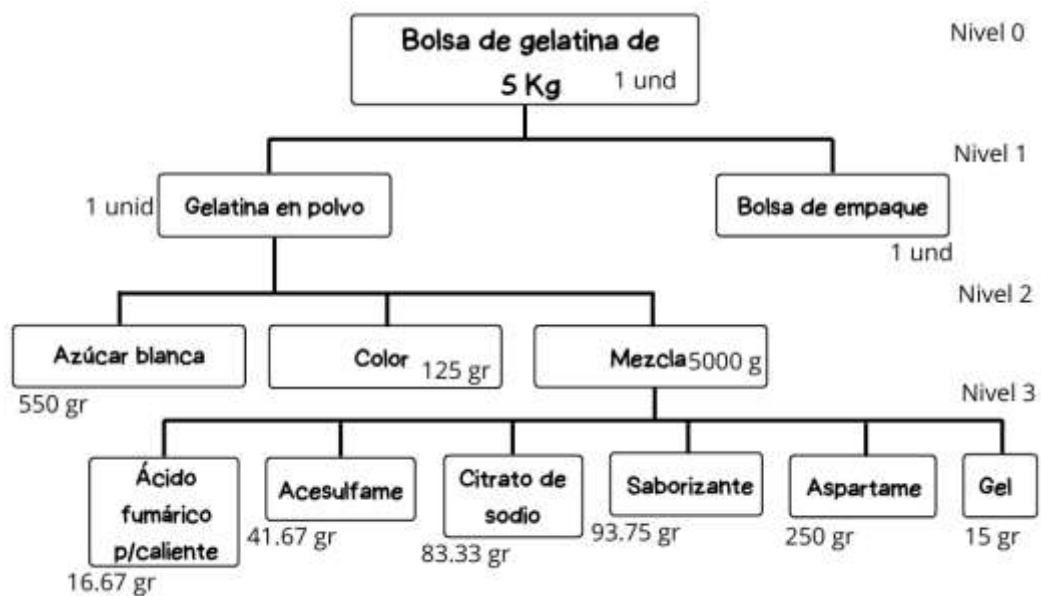 Bolsa de gelatina de
5 Kg
1 und
Nivel 0
Nivel 1
1 unid
Gelatina en polvo
Bolsa de empaque
1 und
Nivel 2
Azúcar blanca
550 gr
Color
125 gr
Mezcla
5000 g
Nivel 3
Ácido
fumárico
p/caliente
16.67 gr
Acesulfame
41.67 gr
Citrato de
sodio
83.33 gr
Saborizante
93.75 gr
Aspartame
250 gr
Gel
15 gr